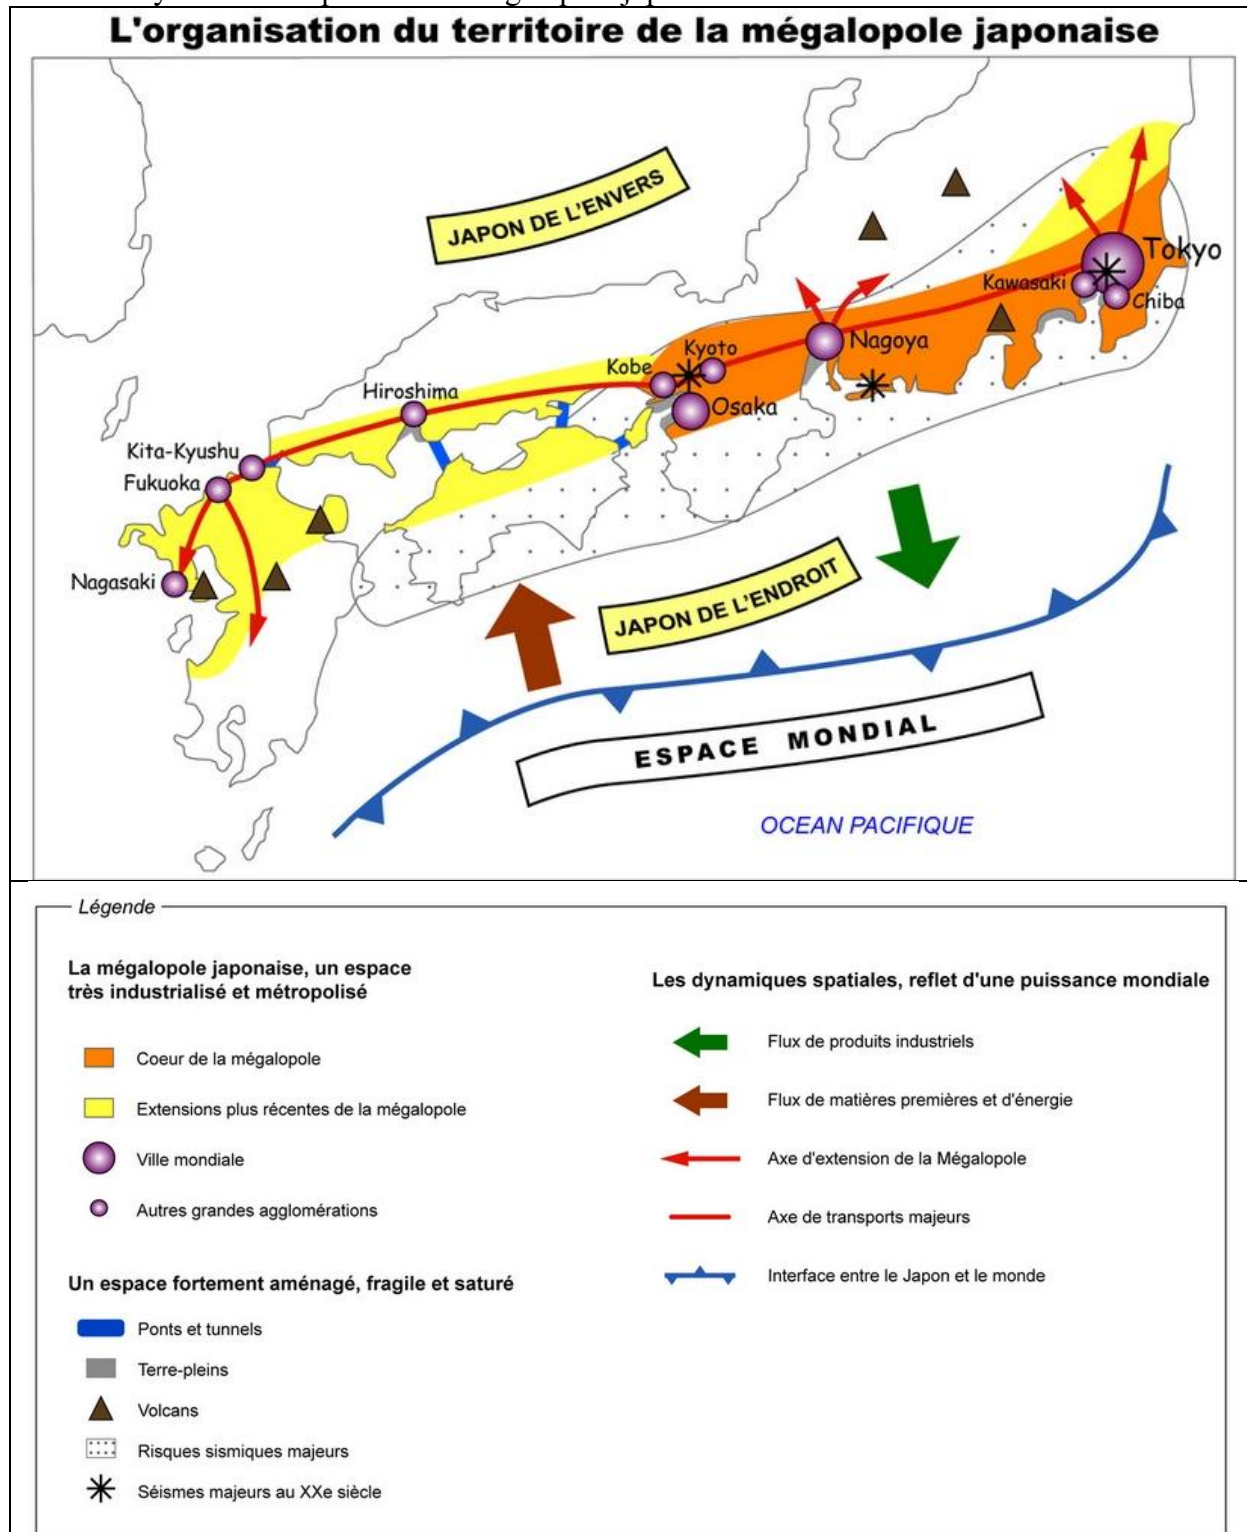 L'organisation du territoire de la mégalopole japonaise
JAPON DE L'ENVERS
Tokyo
Kawasaki
Chiba
Nagoya
Kyoto
Kobe
Osaka
Hiroshima
Kita-Kyushu
Fukuoka
Nagasaki
JAPON DE L'ENDROIT
ESPACE MONDIAL
OCEAN PACIFIQUE
Légende
La mégalopole japonaise, un espace
très industrialisé et métropolisé
Coeur de la mégalopole
Extensions plus récentes de la mégalopole
Ville mondiale
Autres grandes agglomérations
Un espace fortement aménagé, fragile et saturé
Ponts et tunnels
Terre-pleins
Volcans
Risques sismiques majeurs
Séismes majeurs au XXe siècle
Les dynamiques spatiales, reflet d'une puissance mondiale
Flux de produits industriels
Flux de matières premières et d'énergie
Axe d'extension de la Mégalopole
Axe de transports majeurs
Interface entre le Japon et le monde